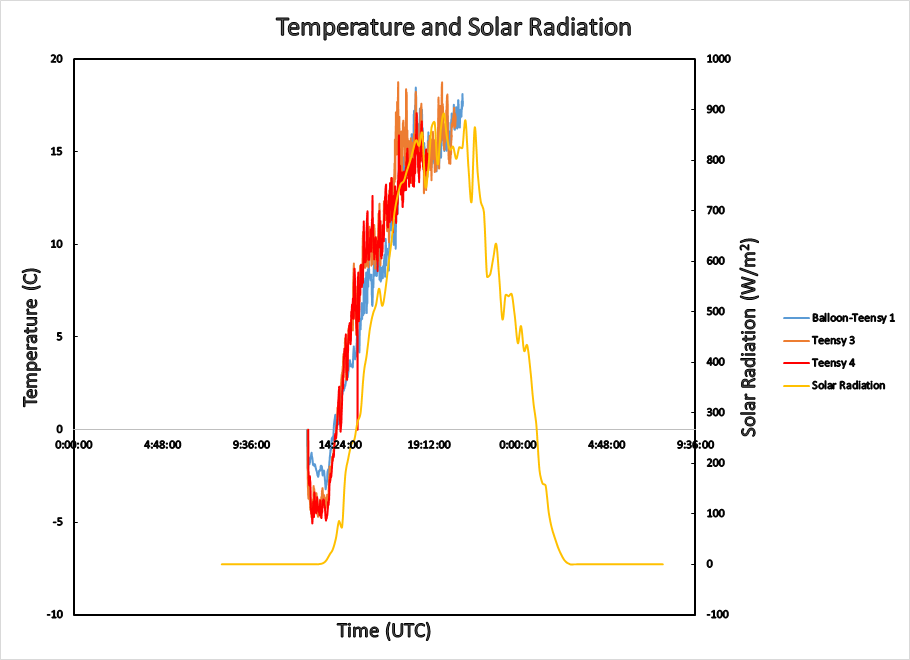 Temperature and Solar Radiation
20
15
10
5
0
-5
-10
Temperature (C)
0:00:00 4:48:00 9:36:00 14:24:00 19:12:00 0:00:00 4:48:00 9:36:00
Time (UTC)
1000
900
800
700
600
500
400
300
200
100
0
-100
Solar Radiation (W/m²)
Balloon-Teensy 1
Teensy 3
Teensy 4
Solar Radiation